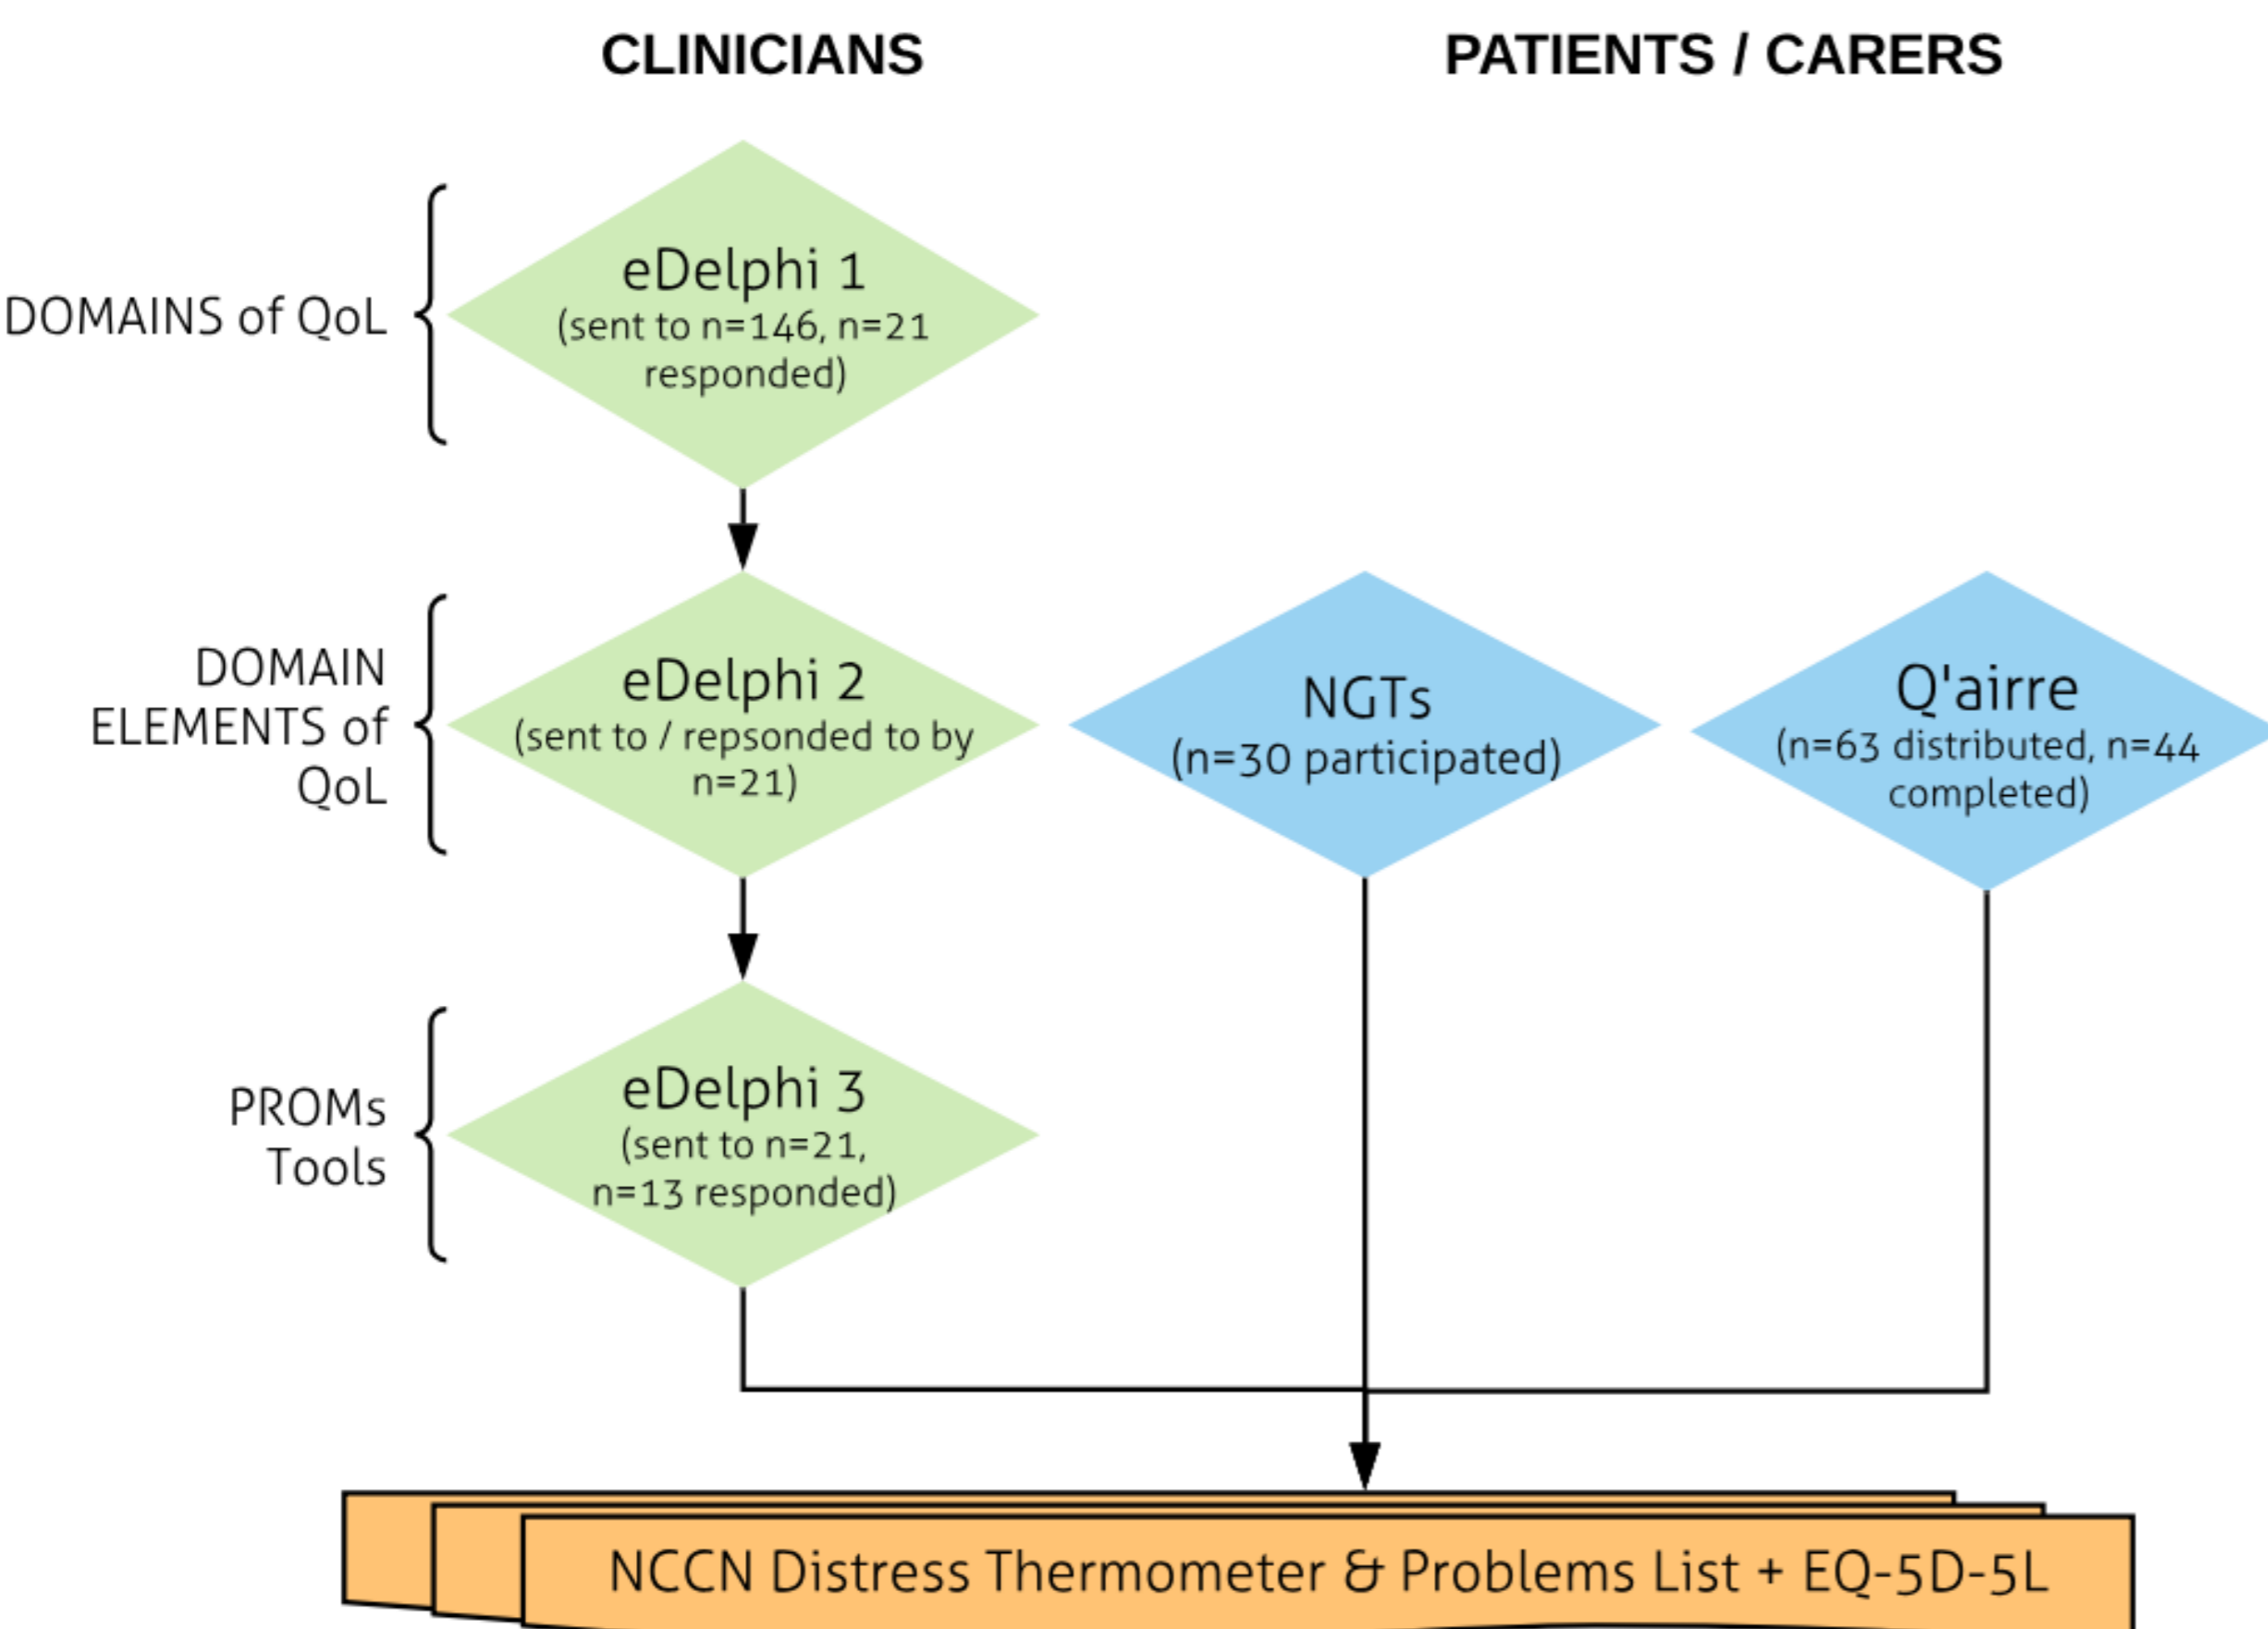 CLINICIANS
PATIENTS / CARERS
DOMAINS of QoL
eDelphi 1
(sent to n=146, n=21
responded)
DOMAIN
ELEMENTS of
QoL
eDelphi 2
(sent to / repsonded to by
n=21)
NGTs
(n=30 participated)
Q'airre
(n=63 distributed, n=44
completed)
PROMs
Tools
eDelphi 3
(sent to n=21,
n=13 responded)
NCCN Distress Thermometer & Problems List + EQ-5D-5L